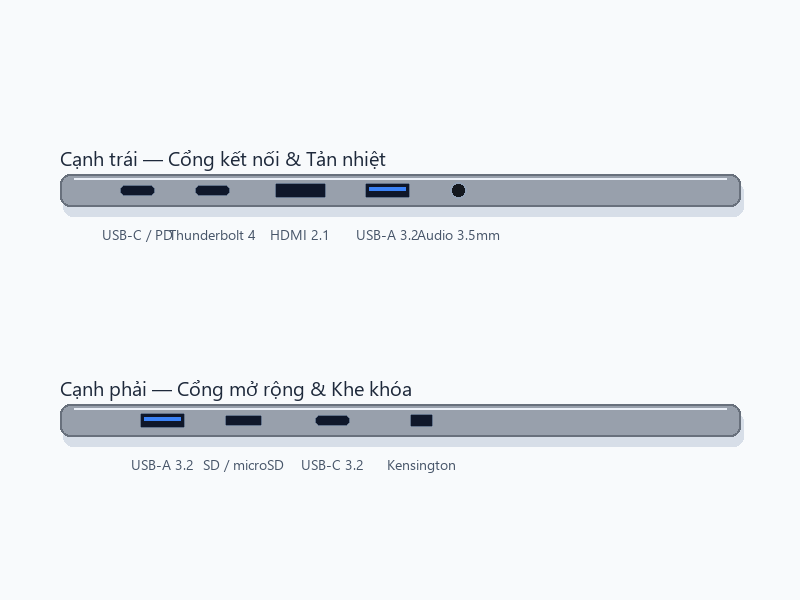 Cạnh trái — Cổng kết nối & Tản nhiệt
USB-C / PD Thunderbolt 4 HDMI 2.1 USB-A 3.2 Audio 3.5mm
Cạnh phải — Cổng mở rộng & Khe khóa
USB-A 3.2 SD / microSD USB-C 3.2 Kensington